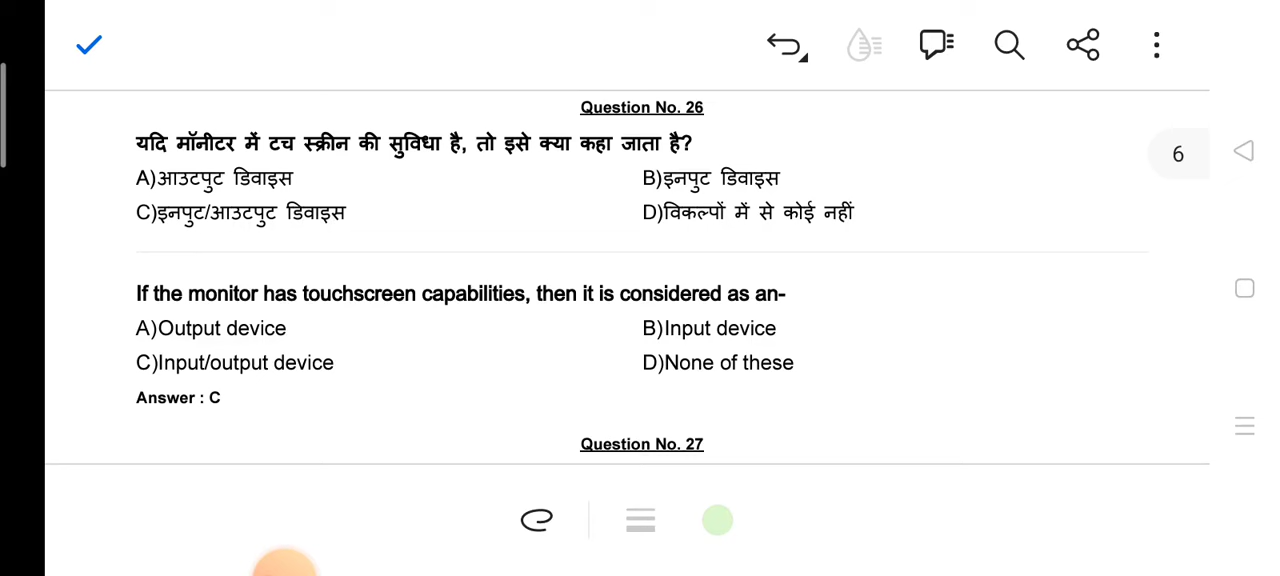 Question No. 26
यदि मॉनीटर में टच स्क्रीन की सुविधा है, तो इसे क्या कहा जाता है?
6
A)आउटपुट डिवाइस B)इनपुट डिवाइस
C)इनपुट/आउटपुट डिवाइस D)विकल्पों में से कोई नहीं
If the monitor has touchscreen capabilities, then it is considered as an-
A)Output device B)Input device
C)Input/output device D)None of these
Answer : C
Question No. 27